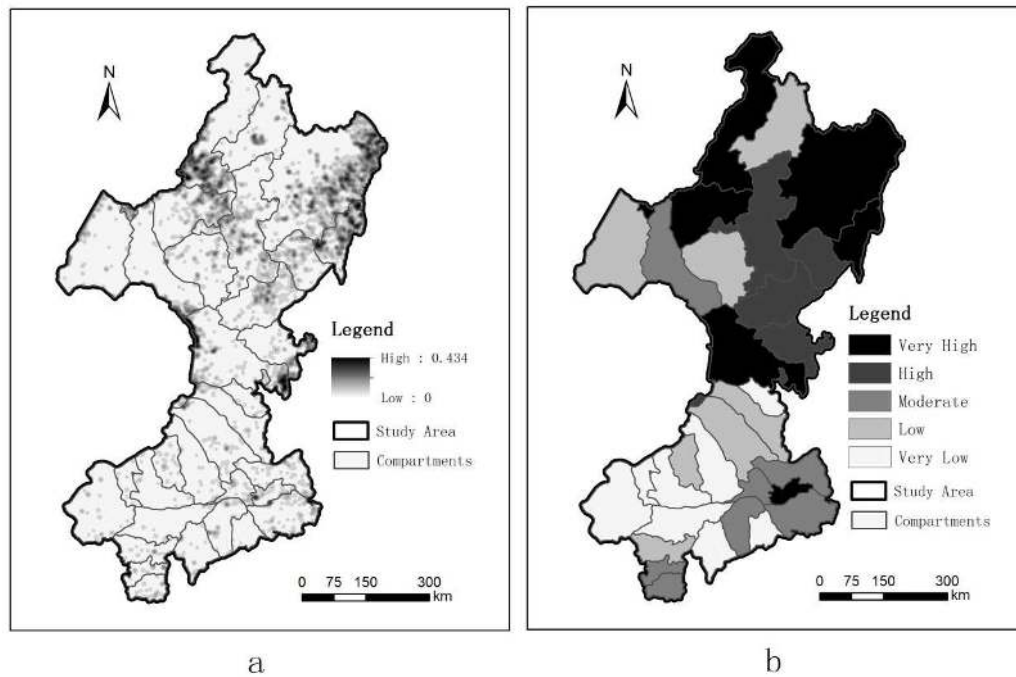 N
Legend
High : 0.434
Low : 0
Study Area
Compartments
0 75 150 300
km
a
N
Legend
Very High
High
Moderate
Low
Very Low
Study Area
Compartments
0 75 150 300
km
b